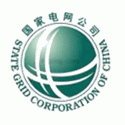 国家电网公司
STATE GRID CORPORATION OF CHINA